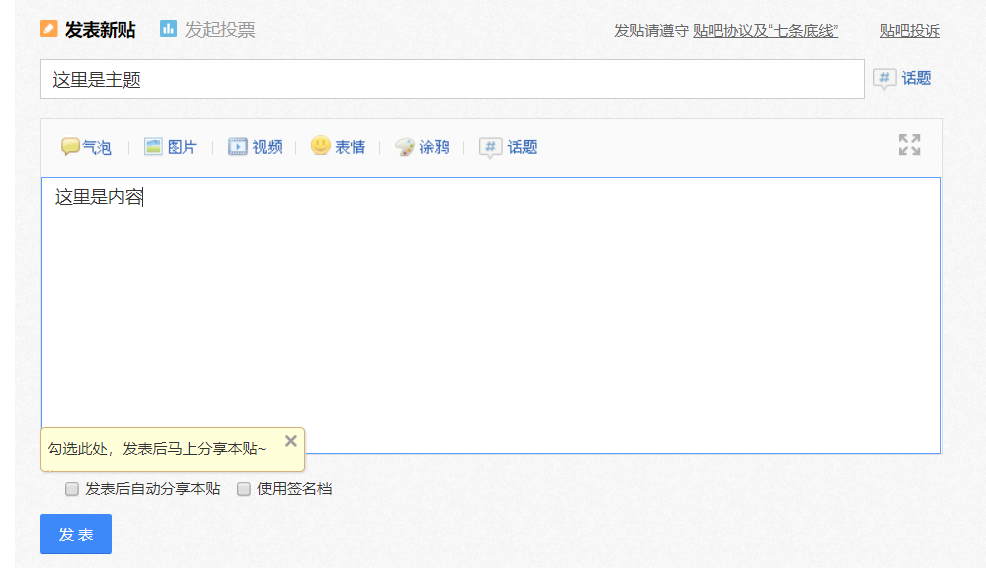 发表新贴 发起投票 发贴请遵守 贴吧协议及“七条底线” 贴吧投诉
这里是主题 # 话题
气泡 图片 视频 表情 涂鸦 # 话题
这里是内容
勾选此处，发表后马上分享本贴~
发表后自动分享本贴 使用签名档
发 表